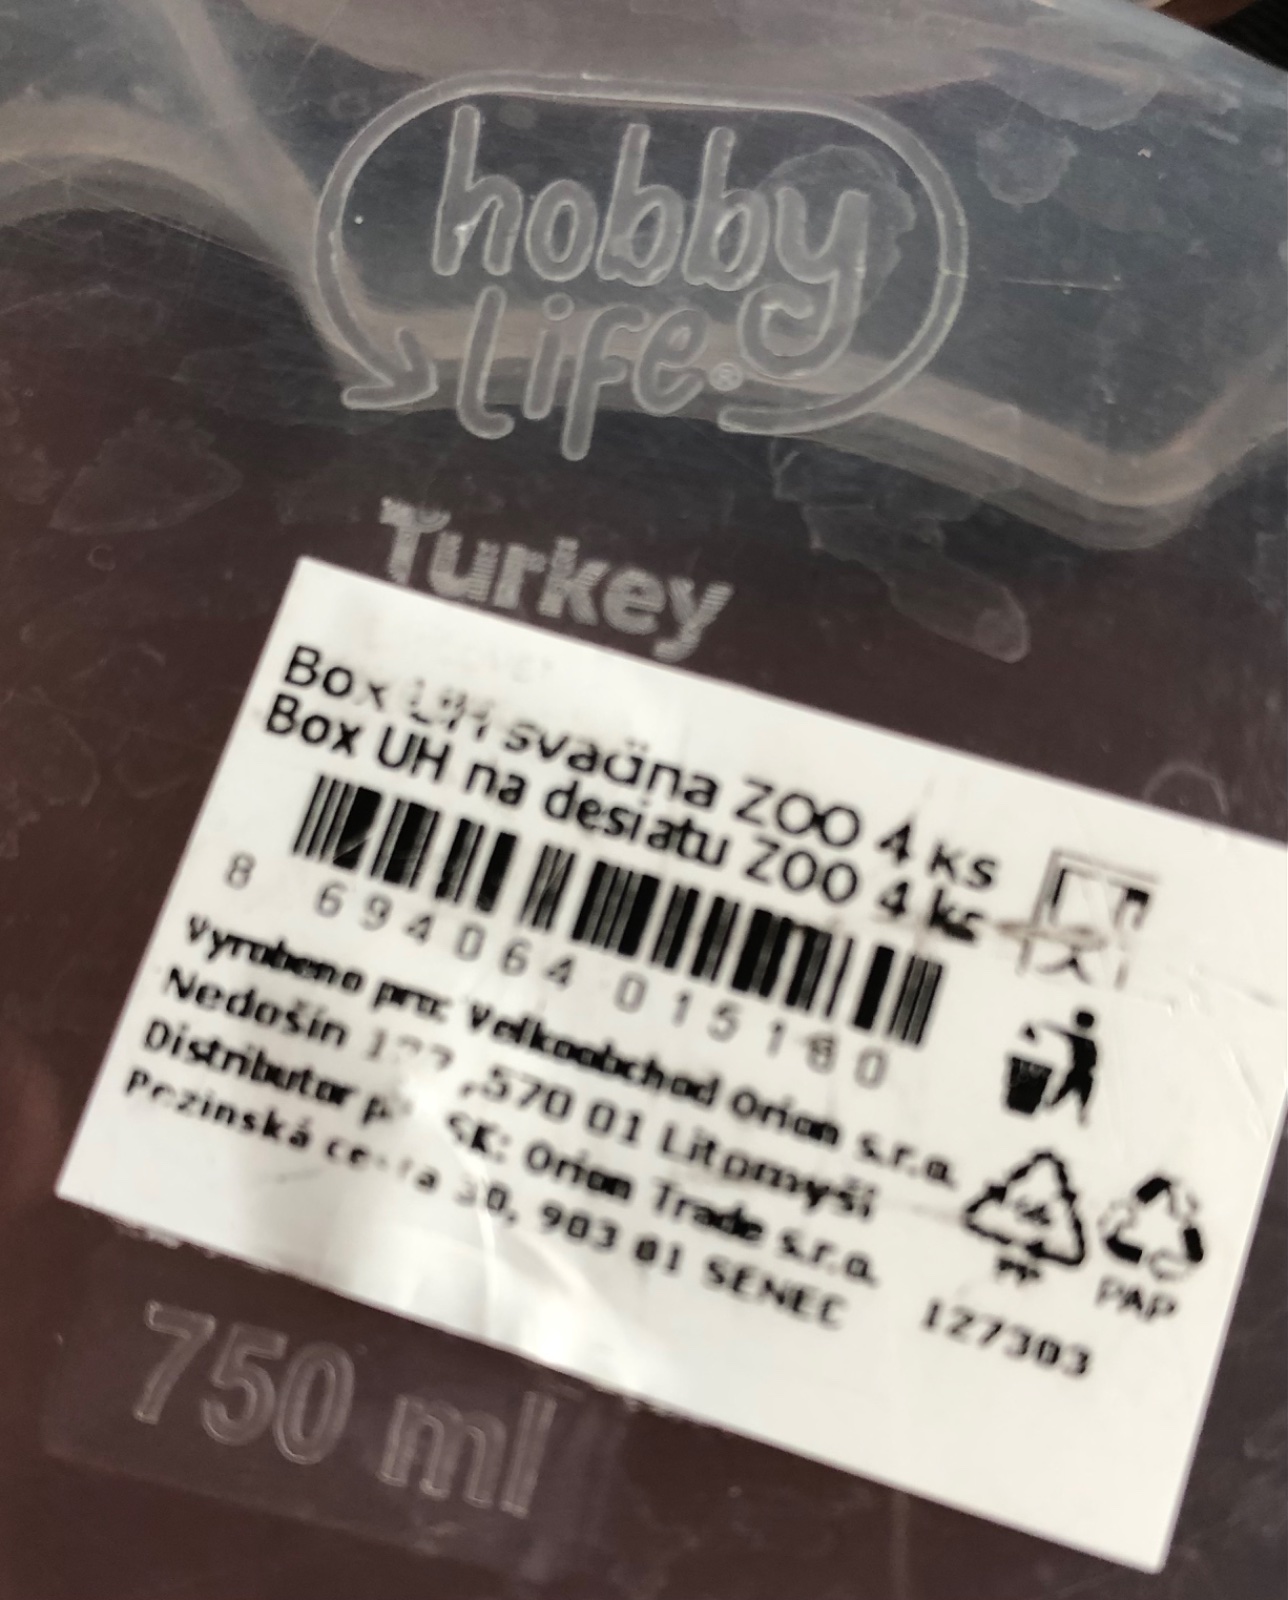 hobby
life®
Turkey
Box UH svačina ZOO 4 ks
Box UH na desiatu ZOO 4 ks
8 694064 015180
Vyrobeno pro: Velkoobchod Orion s.r.o.
Nedošín ,570 01 Litomyšl
Distributor SK: Orion Trade s.r.o.
Pezinská cesta 30, 903 01 SENEC
PP
PAP
127303
750 ml